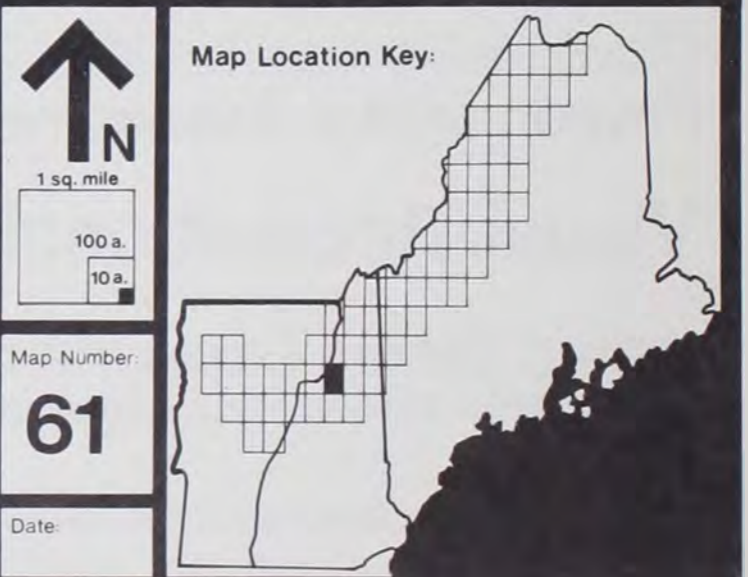 N
1 sq. mile
100 a.
10 a.
Map Number:
61
Date:
Map Location Key: